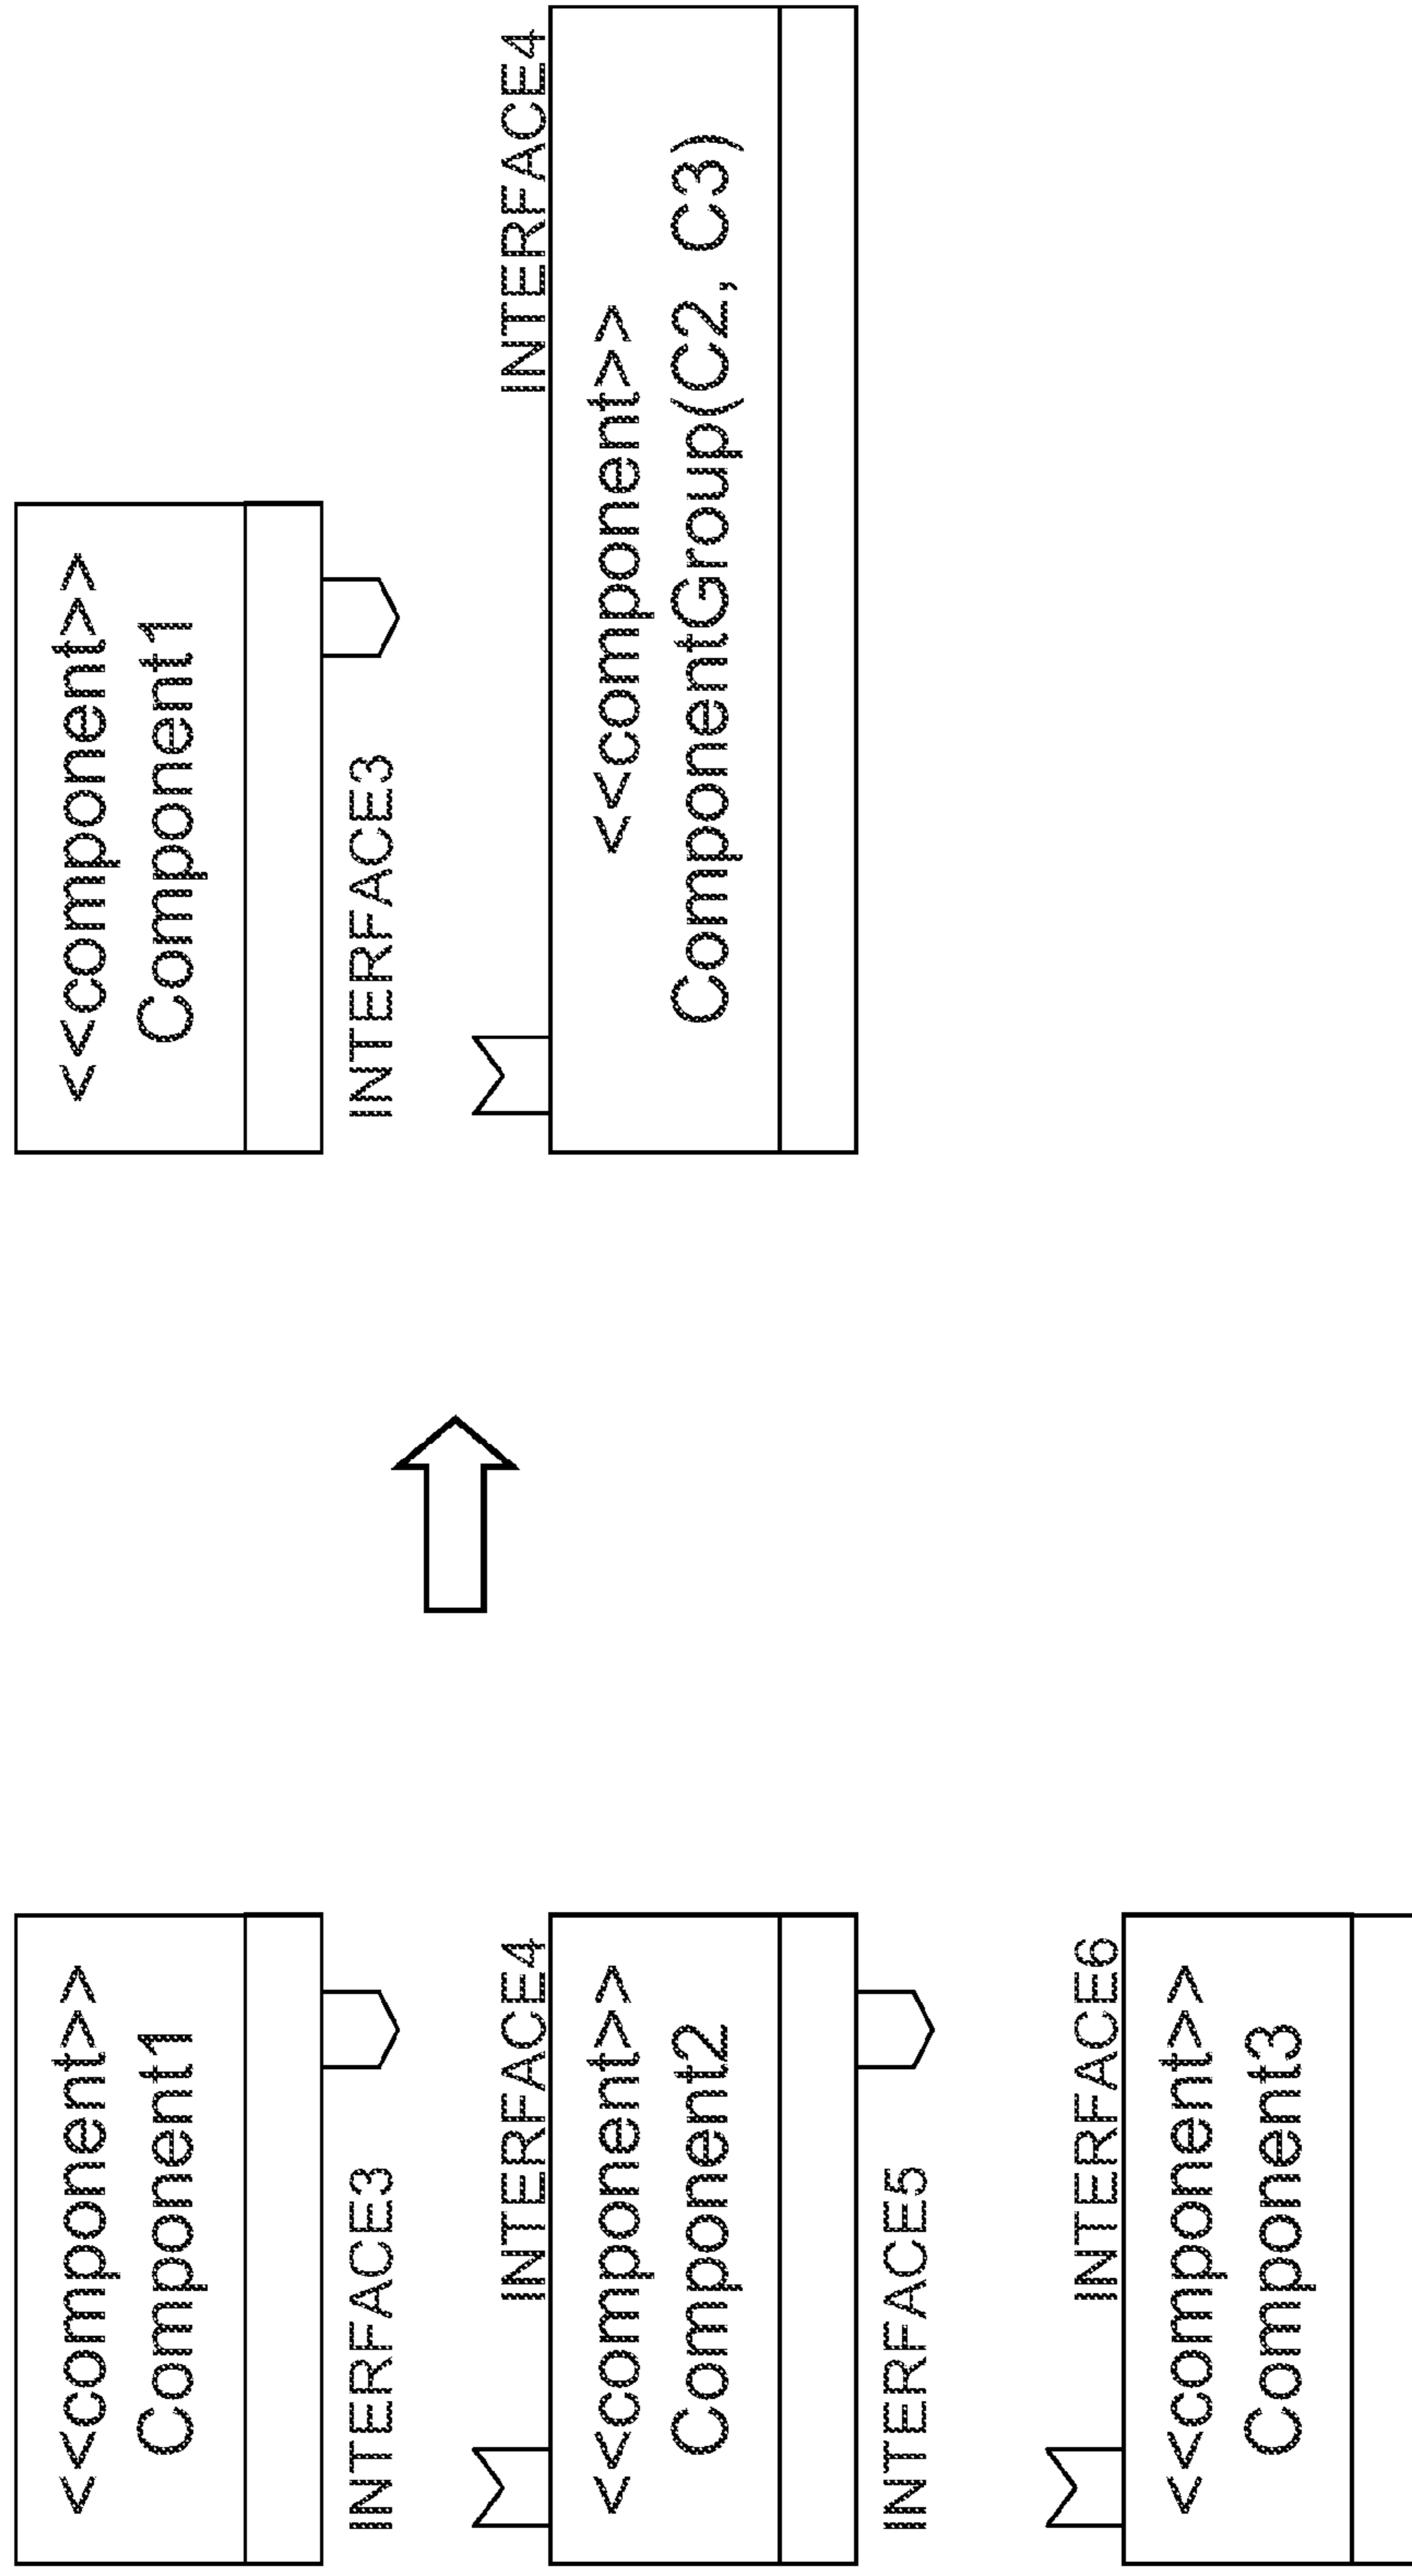 <<component>>
Component1
INTERFACE3
INTERFACE4
<<component>>
Component2
INTERFACE5
INTERFACE6
<<component>>
Component3
<<component>>
Component1
INTERFACE3
INTERFACE4
<<component>>
ComponentGroup(C2, C3)